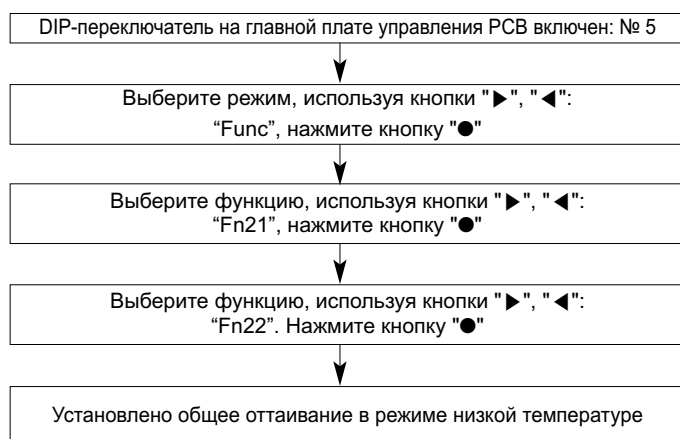 DIP-переключатель на главной плате управления PCB включен: № 5
Выберите режим, используя кнопки "▶", "◀":
“Func”, нажмите кнопку "●"
Выберите функцию, используя кнопки "▶", "◀":
“Fn21”, нажмите кнопку "●"
Выберите функцию, используя кнопки "▶", "◀":
“Fn22”. Нажмите кнопку "●"
Установлено общее оттаивание в режиме низкой температуре